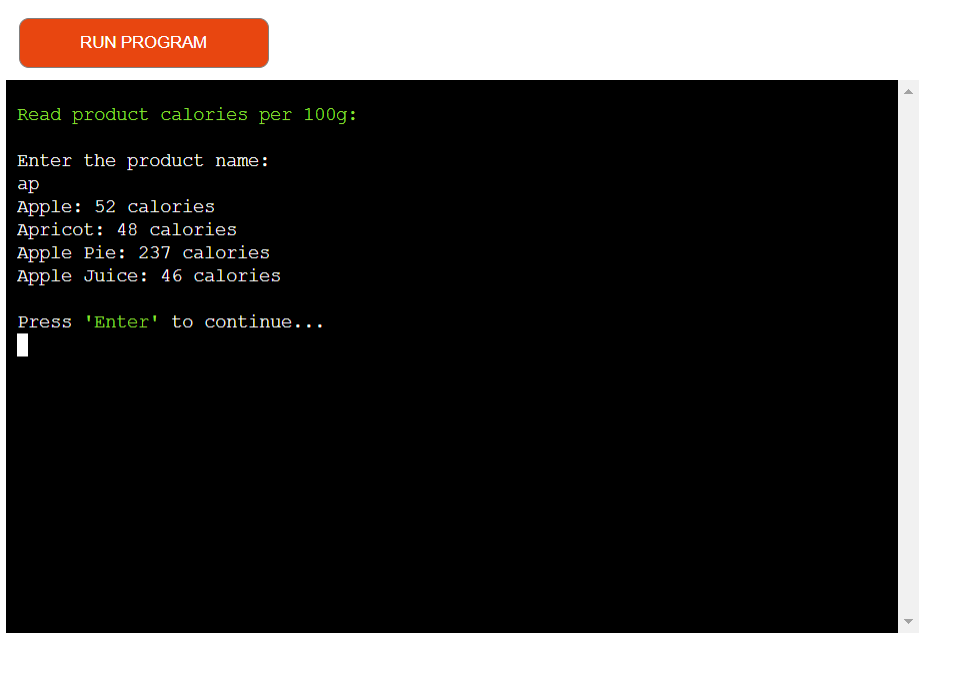 RUN PROGRAM
Read product calories per 100g:
Enter the product name:
ap
Apple: 52 calories
Apricot: 48 calories
Apple Pie: 237 calories
Apple Juice: 46 calories
Press 'Enter' to continue...